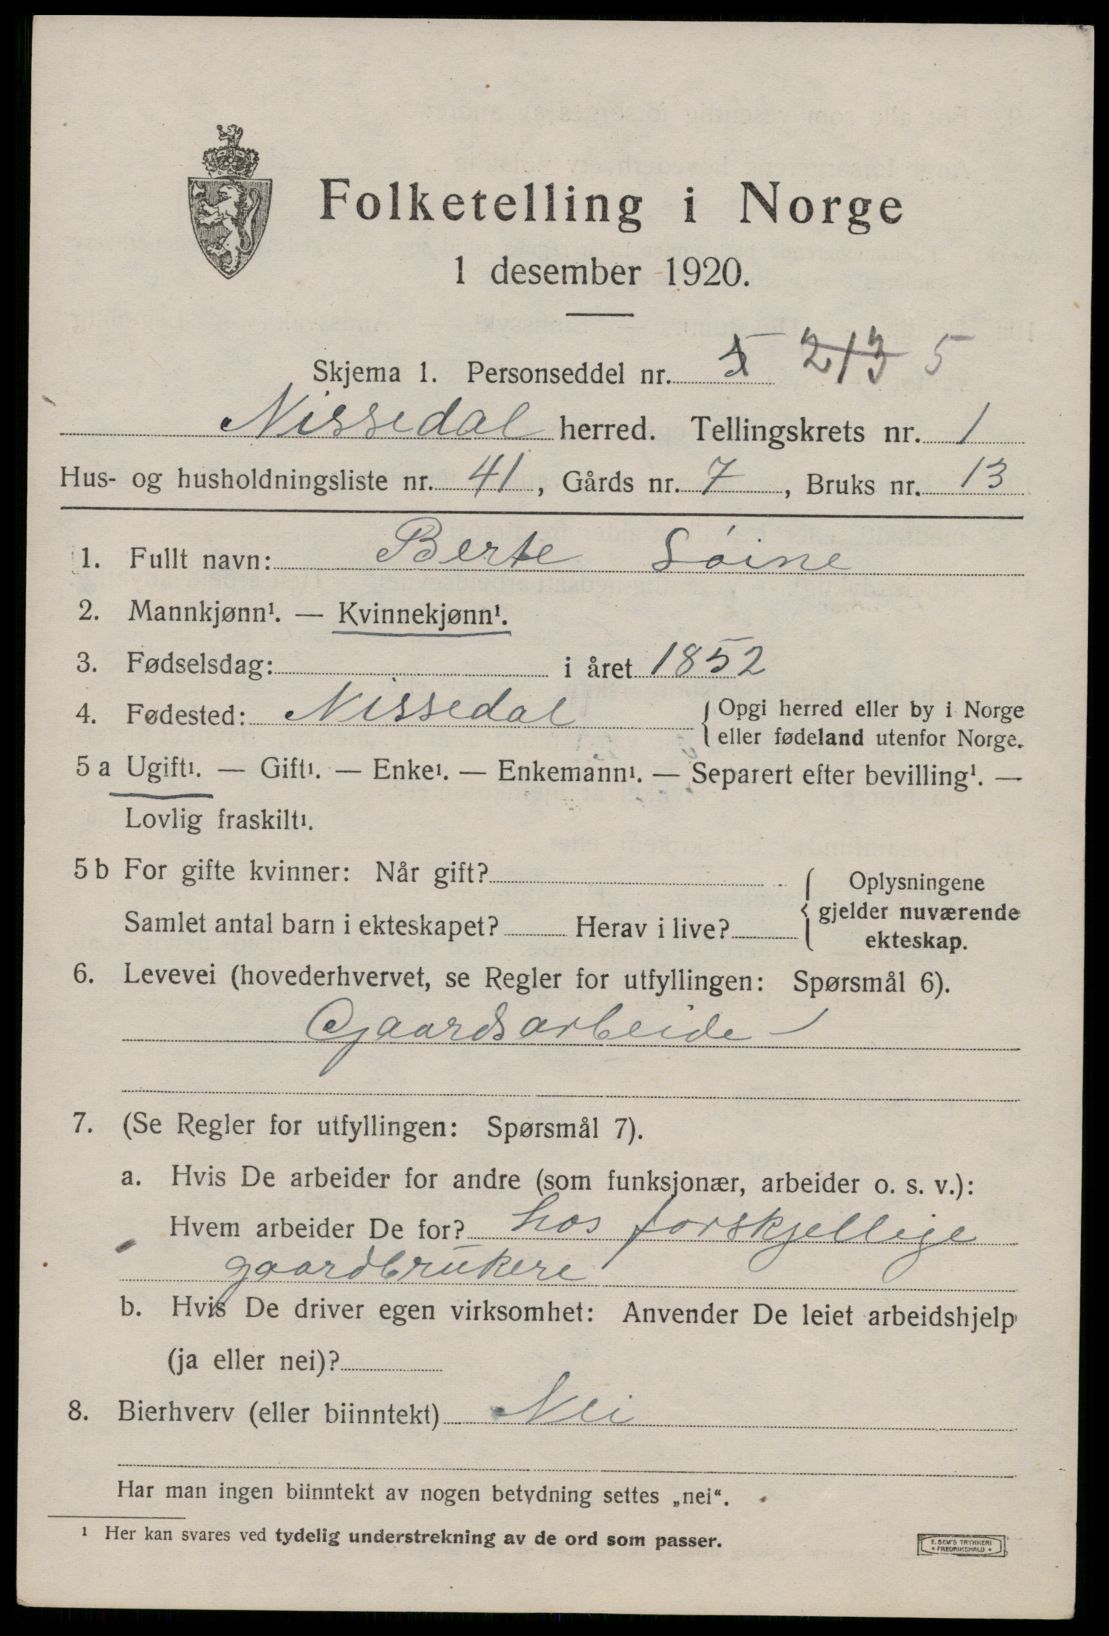 Folketelling i Norge
1 desember 1920.
Skjema 1. Personseddel nr. 213 5
Nissedal herred. Tellingskrets nr. 1
Hus- og husholdningsliste nr. 41, Gårds nr. 7, Bruks nr. 13
1. Fullt navn: Berte Søine
2. Mannkjønn¹. — Kvinnekjønn¹.
3. Fødselsdag: i året 1852
4. Fødested: Nissedal { Opgi herred eller by i Norge
eller fødeland utenfor Norge.
5 a Ugift¹. — Gift¹. — Enke¹. — Enkemann¹. — Separert efter bevilling¹. —
Lovlig fraskilt¹.
5 b For gifte kvinner: Når gift? { Oplysningene
Samlet antal barn i ekteskapet? Herav i live? gjelder nuværende
ekteskap.
6. Levevei (hovederhvervet, se Regler for utfyllingen: Spørsmål 6).
Gaardsarbeide
7. (Se Regler for utfyllingen: Spørsmål 7).
a. Hvis De arbeider for andre (som funksjonær, arbeider o. s. v.):
Hvem arbeider De for? hos forskjellige
gaardbrukere
b. Hvis De driver egen virksomhet: Anvender De leiet arbeidshjelp
(ja eller nei)?
8. Bierhverv (eller biinntekt) Nei
Har man ingen biinntekt av nogen betydning settes „nei“.
¹ Her kan svares ved tydelig understrekning av de ord som passer.
E. SEM'S TRYKKERI
* FREDRIKSHALD *